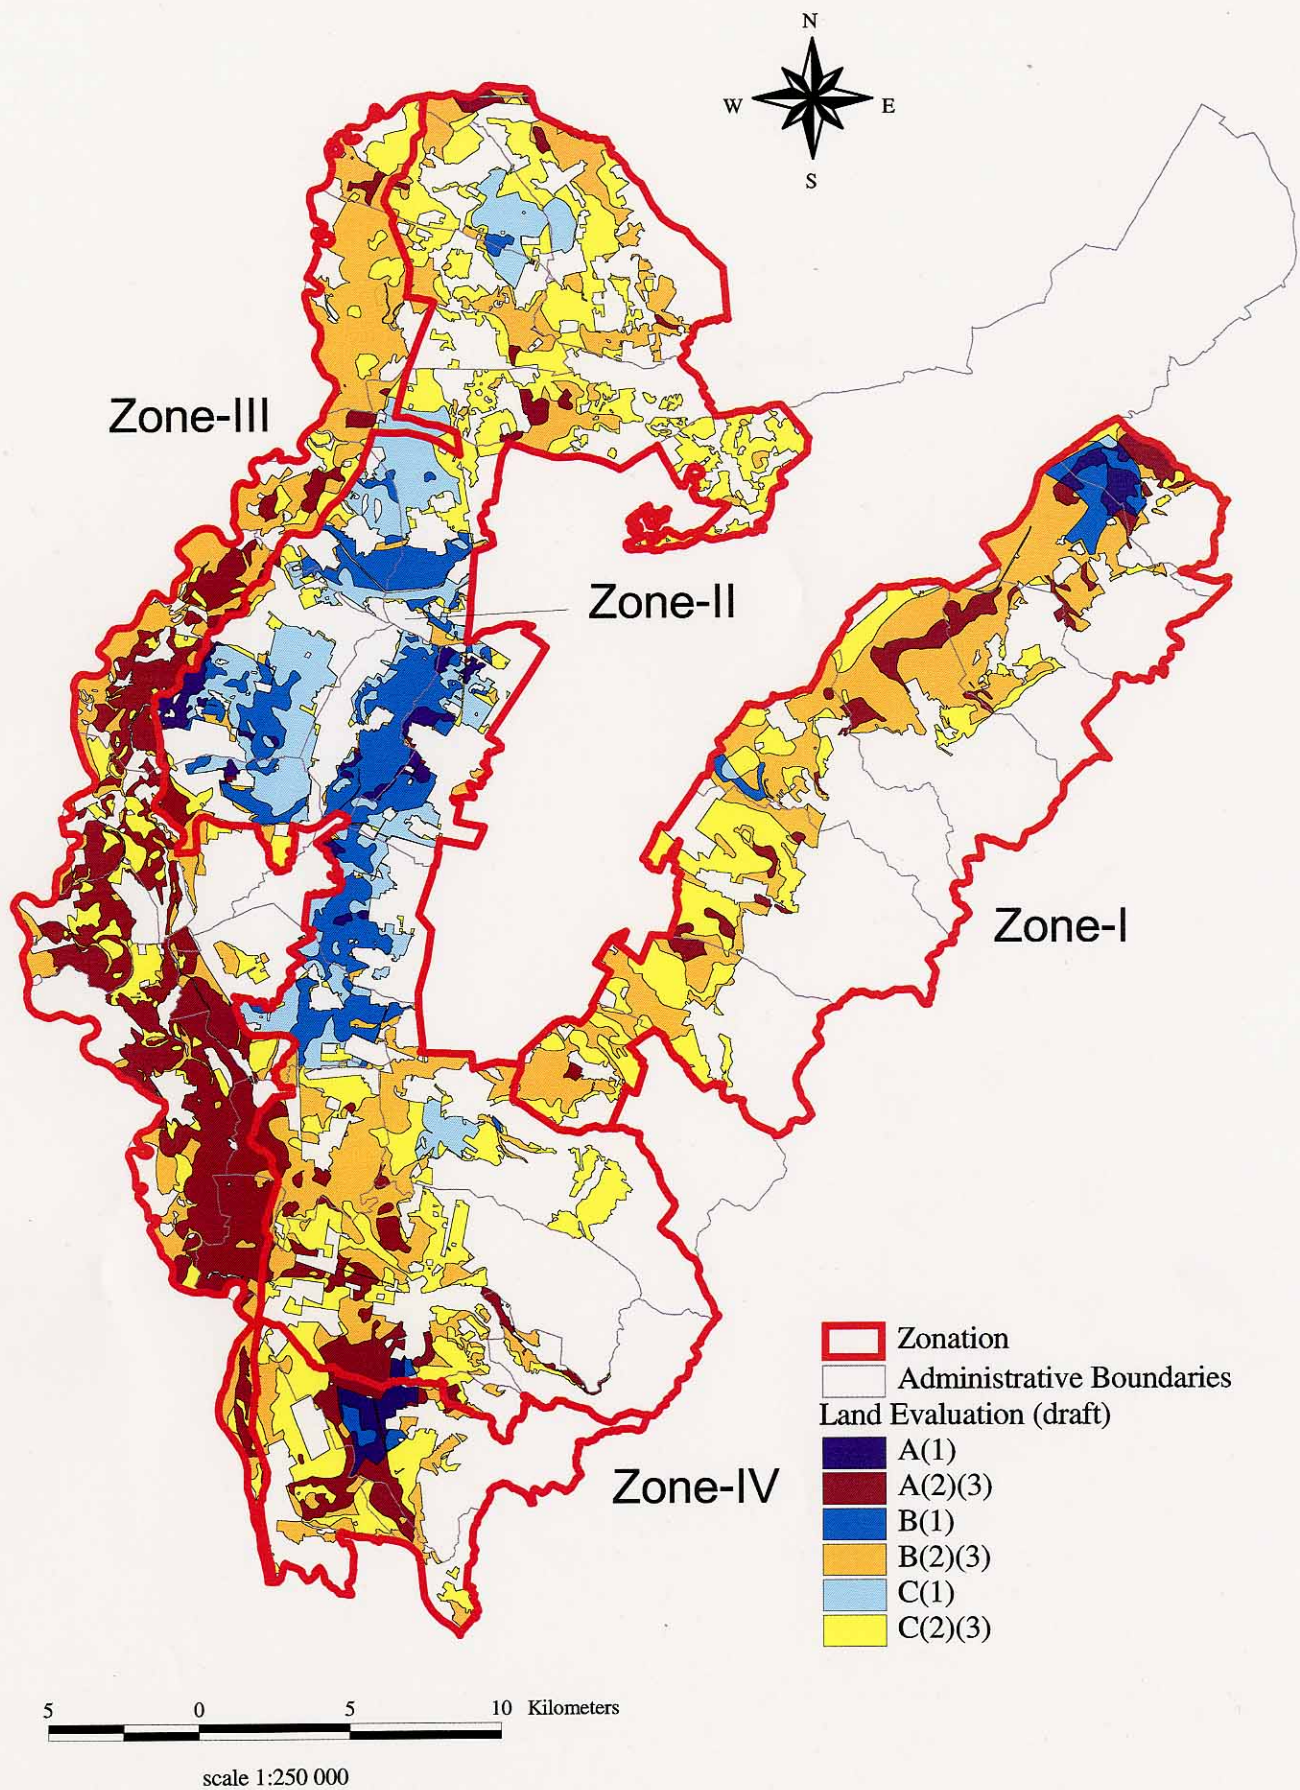 N
W E
S
Zone-III
Zone-II
Zone-I
Zone-IV
Zonation
Administrative Boundaries
Land Evaluation (draft)
A(1)
A(2)(3)
B(1)
B(2)(3)
C(1)
C(2)(3)
5 0 5 10 Kilometers
scale 1:250 000